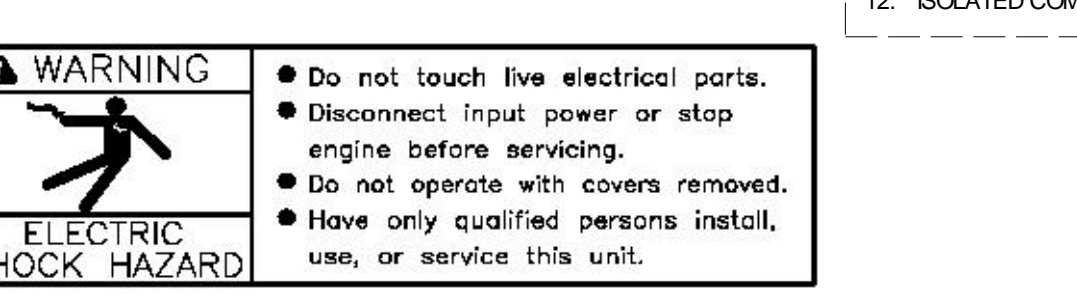 12. ISOLATED COM
WARNING
ELECTRIC
HOCK HAZARD
● Do not touch live electrical parts.
● Disconnect input power or stop
engine before servicing.
● Do not operate with covers removed.
● Have only qualified persons install,
use, or service this unit.